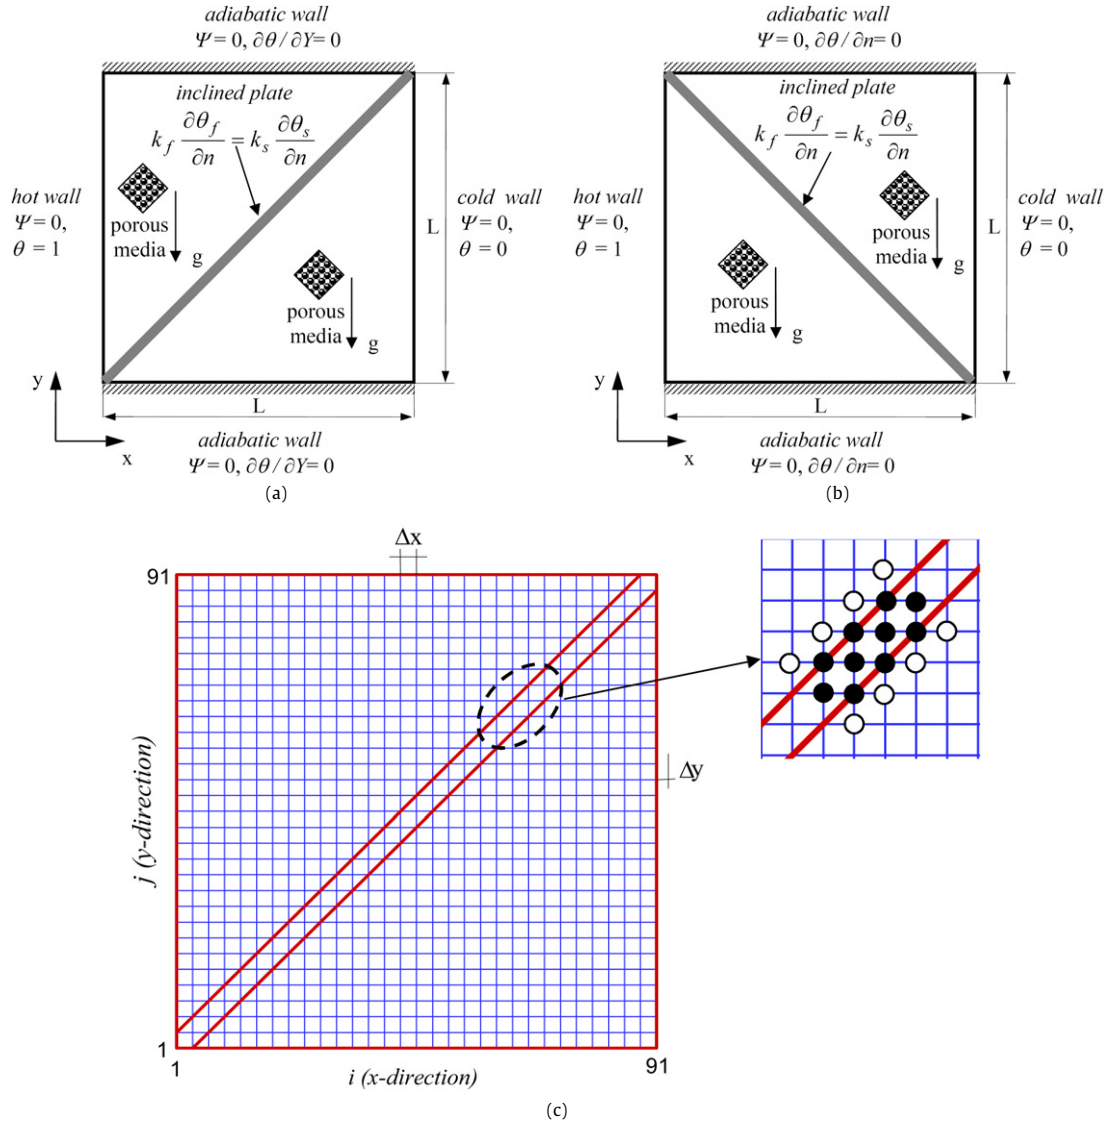 adiabatic wall
Ψ = 0, ∂θ / ∂Y= 0
inclined plate
k_f ∂θ_f/∂n = k_s ∂θ_s/∂n
hot wall
Ψ = 0,
θ = 1
porous
media
g
porous
media
g
cold wall
Ψ = 0,
θ = 0
L
y
x
L
adiabatic wall
Ψ = 0, ∂θ / ∂Y= 0
(a)
adiabatic wall
Ψ = 0, ∂θ / ∂n= 0
inclined plate
k_f ∂θ_f/∂n = k_s ∂θ_s/∂n
hot wall
Ψ = 0,
θ = 1
porous
media
g
porous
media
g
cold wall
Ψ = 0,
θ = 0
L
y
x
L
adiabatic wall
Ψ = 0, ∂θ / ∂n= 0
(b)
Δx
91
Δy
j (y-direction)
1
1
91
i (x-direction)
(c)